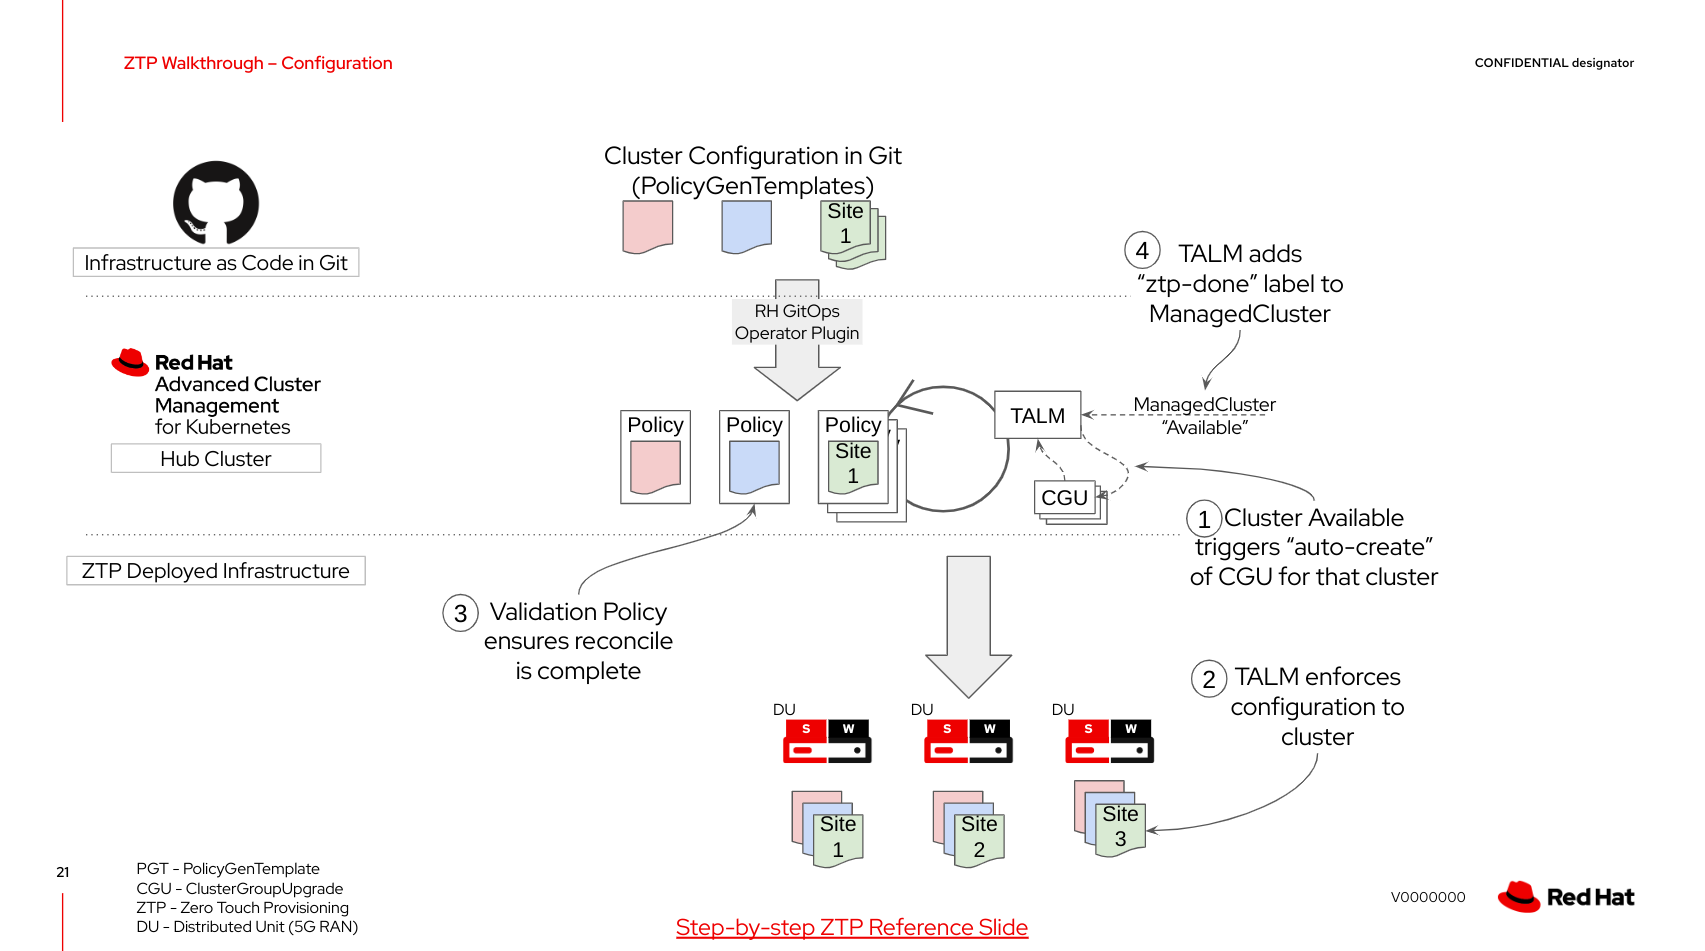 ZTP Walkthrough – Configuration
CONFIDENTIAL designator
Cluster Configuration in Git
(PolicyGenTemplates)
Site
1
Infrastructure as Code in Git
4
TALM adds
“ztp-done” label to
ManagedCluster
RH GitOps
Operator Plugin
Red Hat
Advanced Cluster
Management
for Kubernetes
Hub Cluster
Policy
Policy
Policy
Site
1
TALM
ManagedCluster
“Available”
CGU
1
Cluster Available
triggers “auto-create”
of CGU for that cluster
ZTP Deployed Infrastructure
3
Validation Policy
ensures reconcile
is complete
2
TALM enforces
configuration to
cluster
DU
S W
DU
S W
DU
S W
Site
1
Site
2
Site
3
21
PGT - PolicyGenTemplate
CGU - ClusterGroupUpgrade
ZTP - Zero Touch Provisioning
DU - Distributed Unit (5G RAN)
Step-by-step ZTP Reference Slide
V0000000
Red Hat